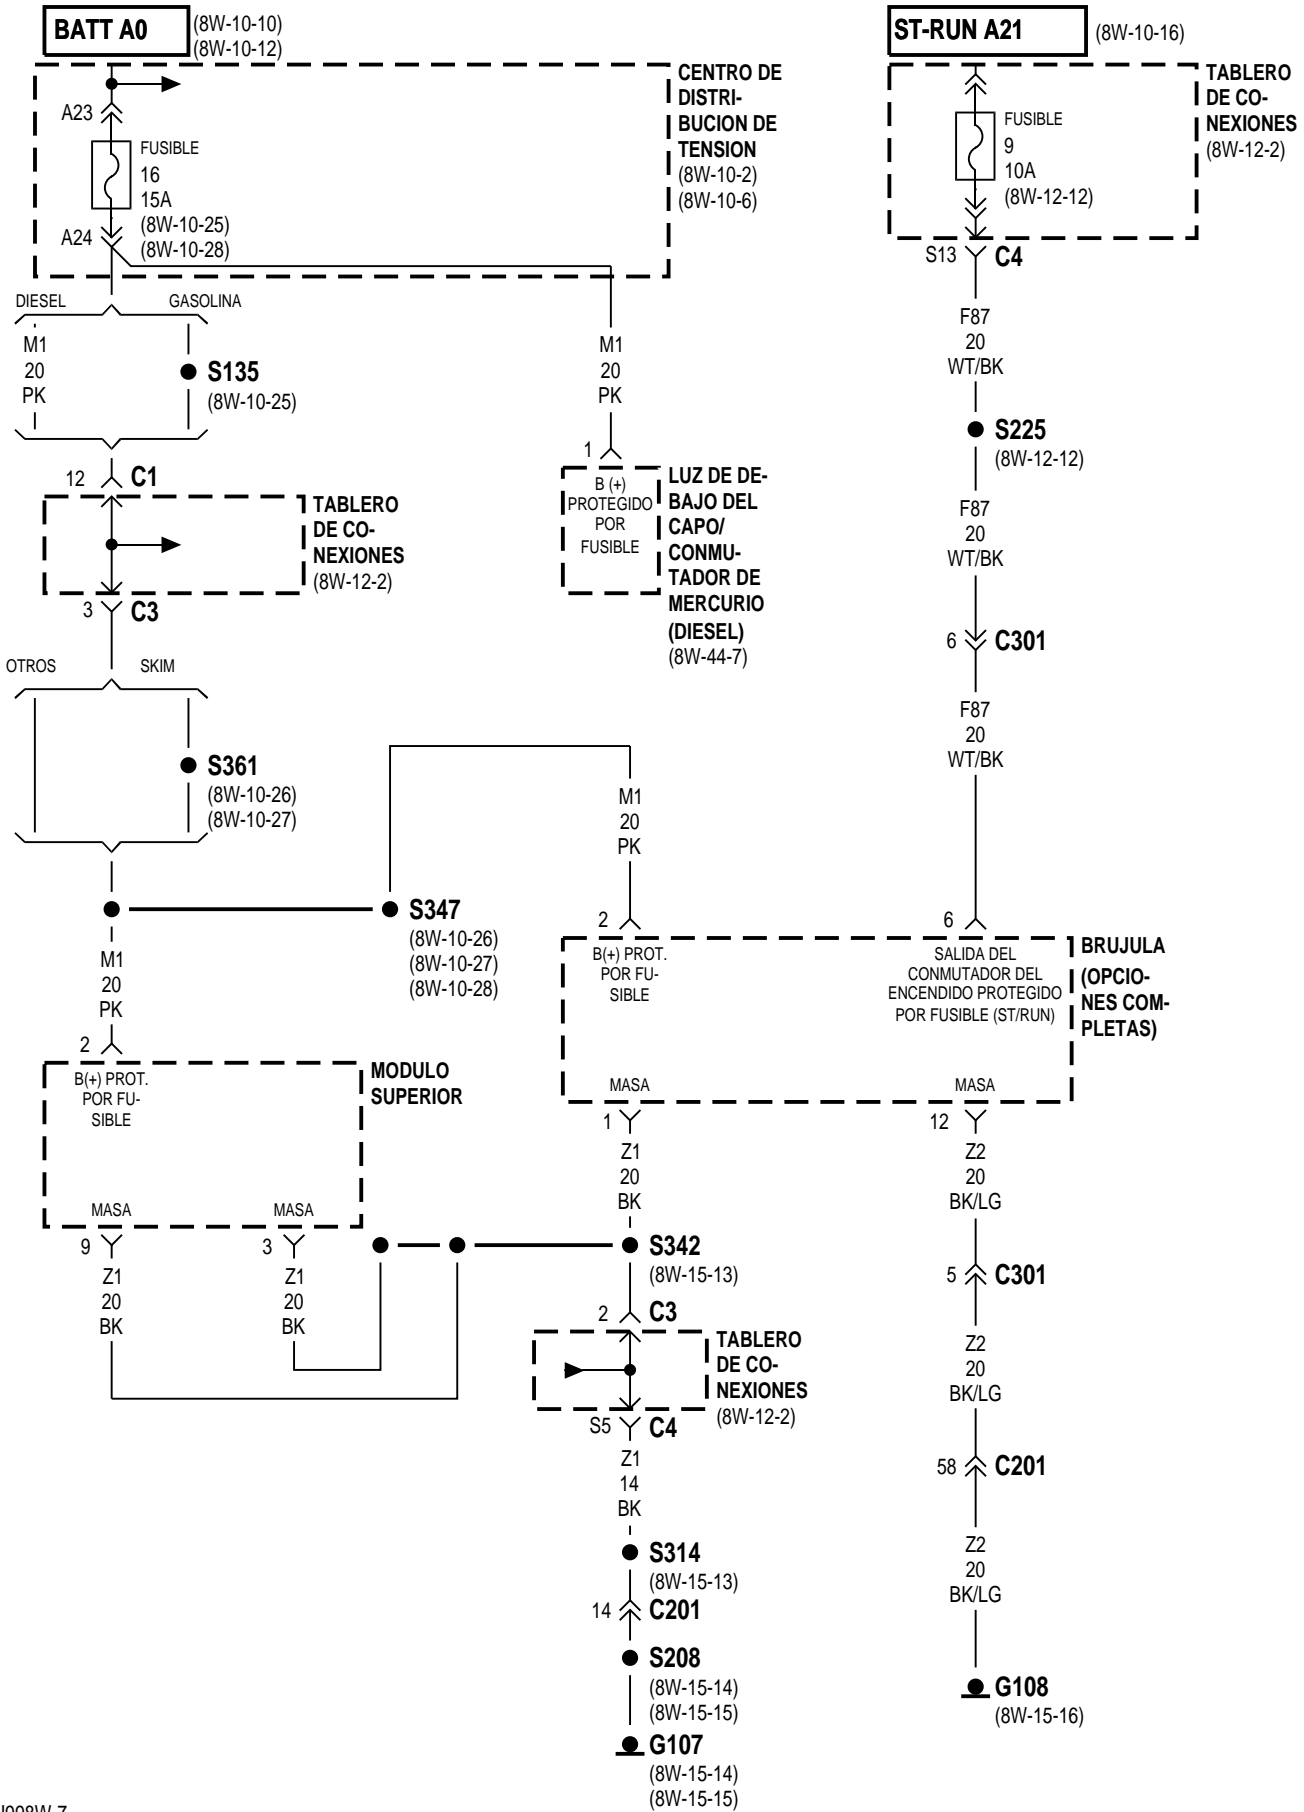 BATT A0
(8W-10-10)
(8W-10-12)
ST-RUN A21
(8W-10-16)
CENTRO DE
DISTRI-
BUCION DE
TENSION
(8W-10-2)
(8W-10-6)
A23
FUSIBLE
16
15A
(8W-10-25)
(8W-10-28)
A24
TABLERO
DE CO-
NEXIONES
(8W-12-2)
FUSIBLE
9
10A
(8W-12-12)
S13
C4
DIESEL
GASOLINA
M1
20
PK
S135
(8W-10-25)
M1
20
PK
F87
20
WT/BK
S225
(8W-12-12)
12
C1
TABLERO
DE CO-
NEXIONES
(8W-12-2)
3
C3
1
B (+)
PROTEGIDO
POR
FUSIBLE
LUZ DE DE-
BAJO DEL
CAPO/
CONMU-
TADOR DE
MERCURIO
(DIESEL)
(8W-44-7)
F87
20
WT/BK
6
C301
F87
20
WT/BK
OTROS
SKIM
S361
(8W-10-26)
(8W-10-27)
M1
20
PK
S347
(8W-10-26)
(8W-10-27)
(8W-10-28)
M1
20
PK
2
B(+) PROT.
POR FU-
SIBLE
MODULO
SUPERIOR
MASA
MASA
9
3
Z1
20
BK
Z1
20
BK
2
6
B(+) PROT.
POR FU-
SIBLE
SALIDA DEL
CONMUTADOR DEL
ENCENDIDO PROTEGIDO
POR FUSIBLE (ST/RUN)
BRUJULA
(OPCIO-
NES COM-
PLETAS)
MASA
MASA
1
12
Z1
20
BK
Z2
20
BK/LG
S342
(8W-15-13)
2
C3
TABLERO
DE CO-
NEXIONES
(8W-12-2)
S5
C4
Z1
14
BK
S314
(8W-15-13)
14
C201
S208
(8W-15-14)
(8W-15-15)
G107
(8W-15-14)
(8W-15-15)
5
C301
Z2
20
BK/LG
58
C201
Z2
20
BK/LG
G108
(8W-15-16)